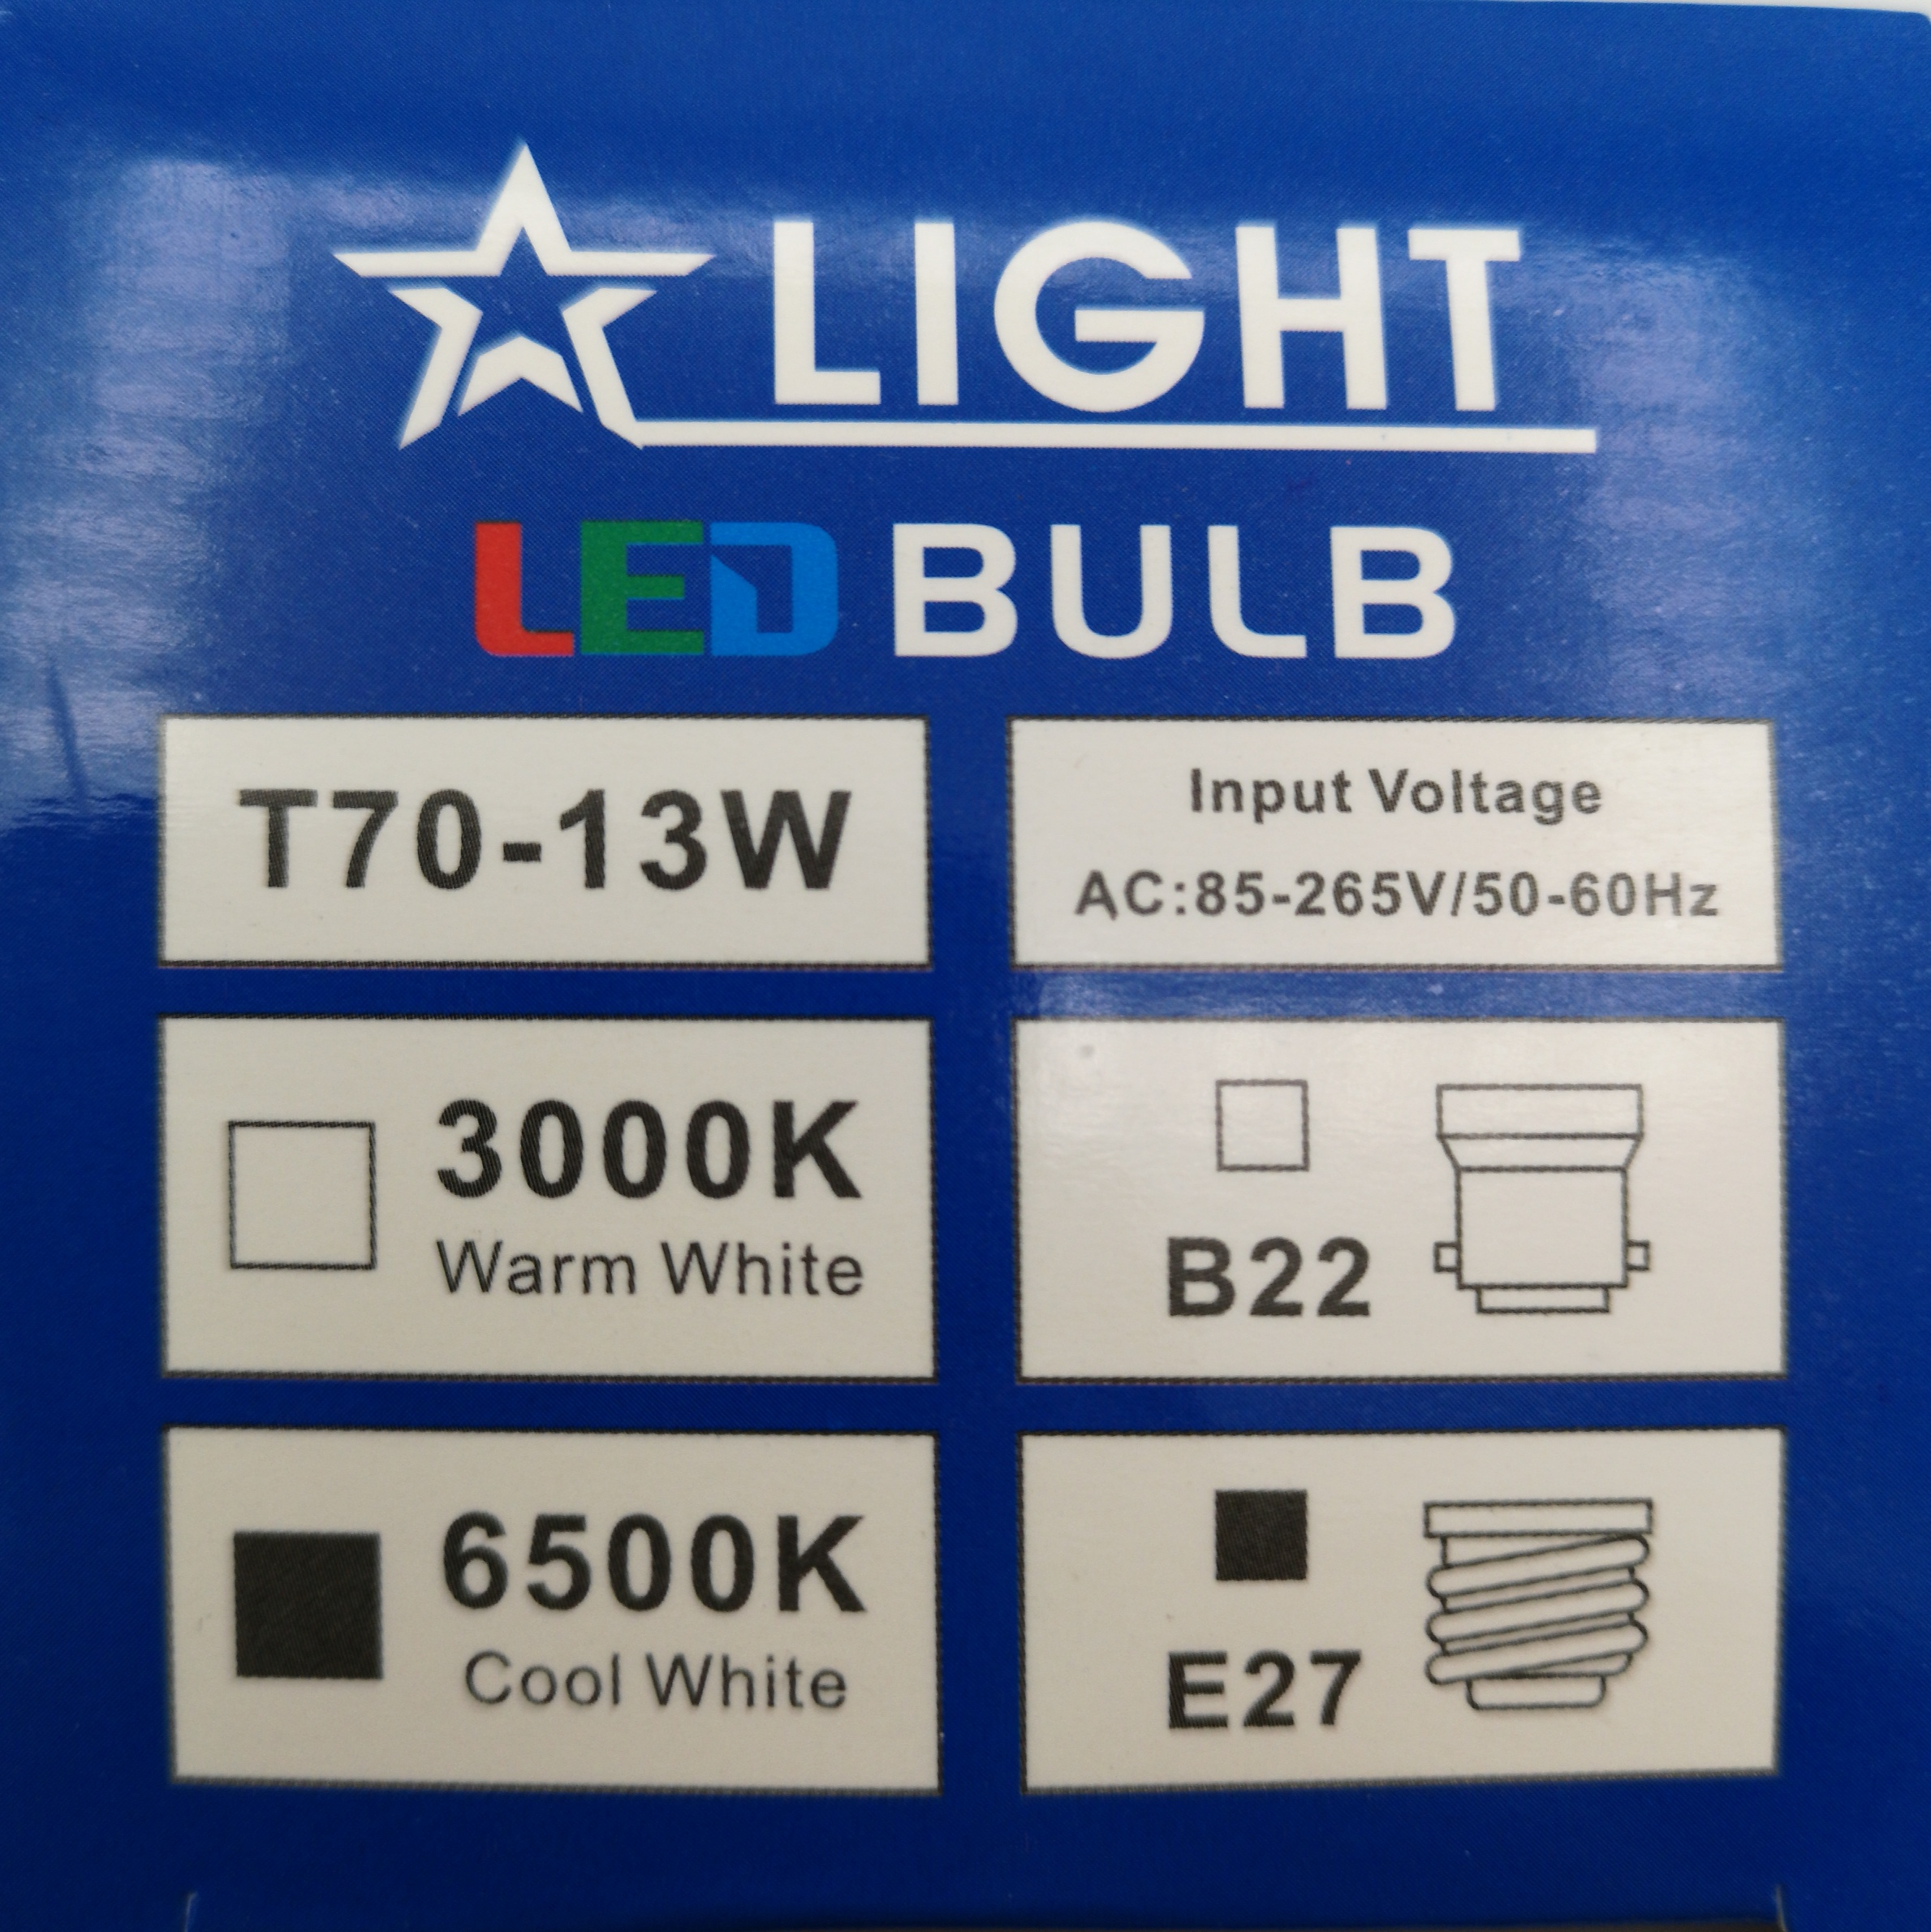 LIGHT
LED BULB
T70-13W
Input Voltage
AC:85-265V/50-60Hz
3000K
Warm White
B22
6500K
Cool White
E27